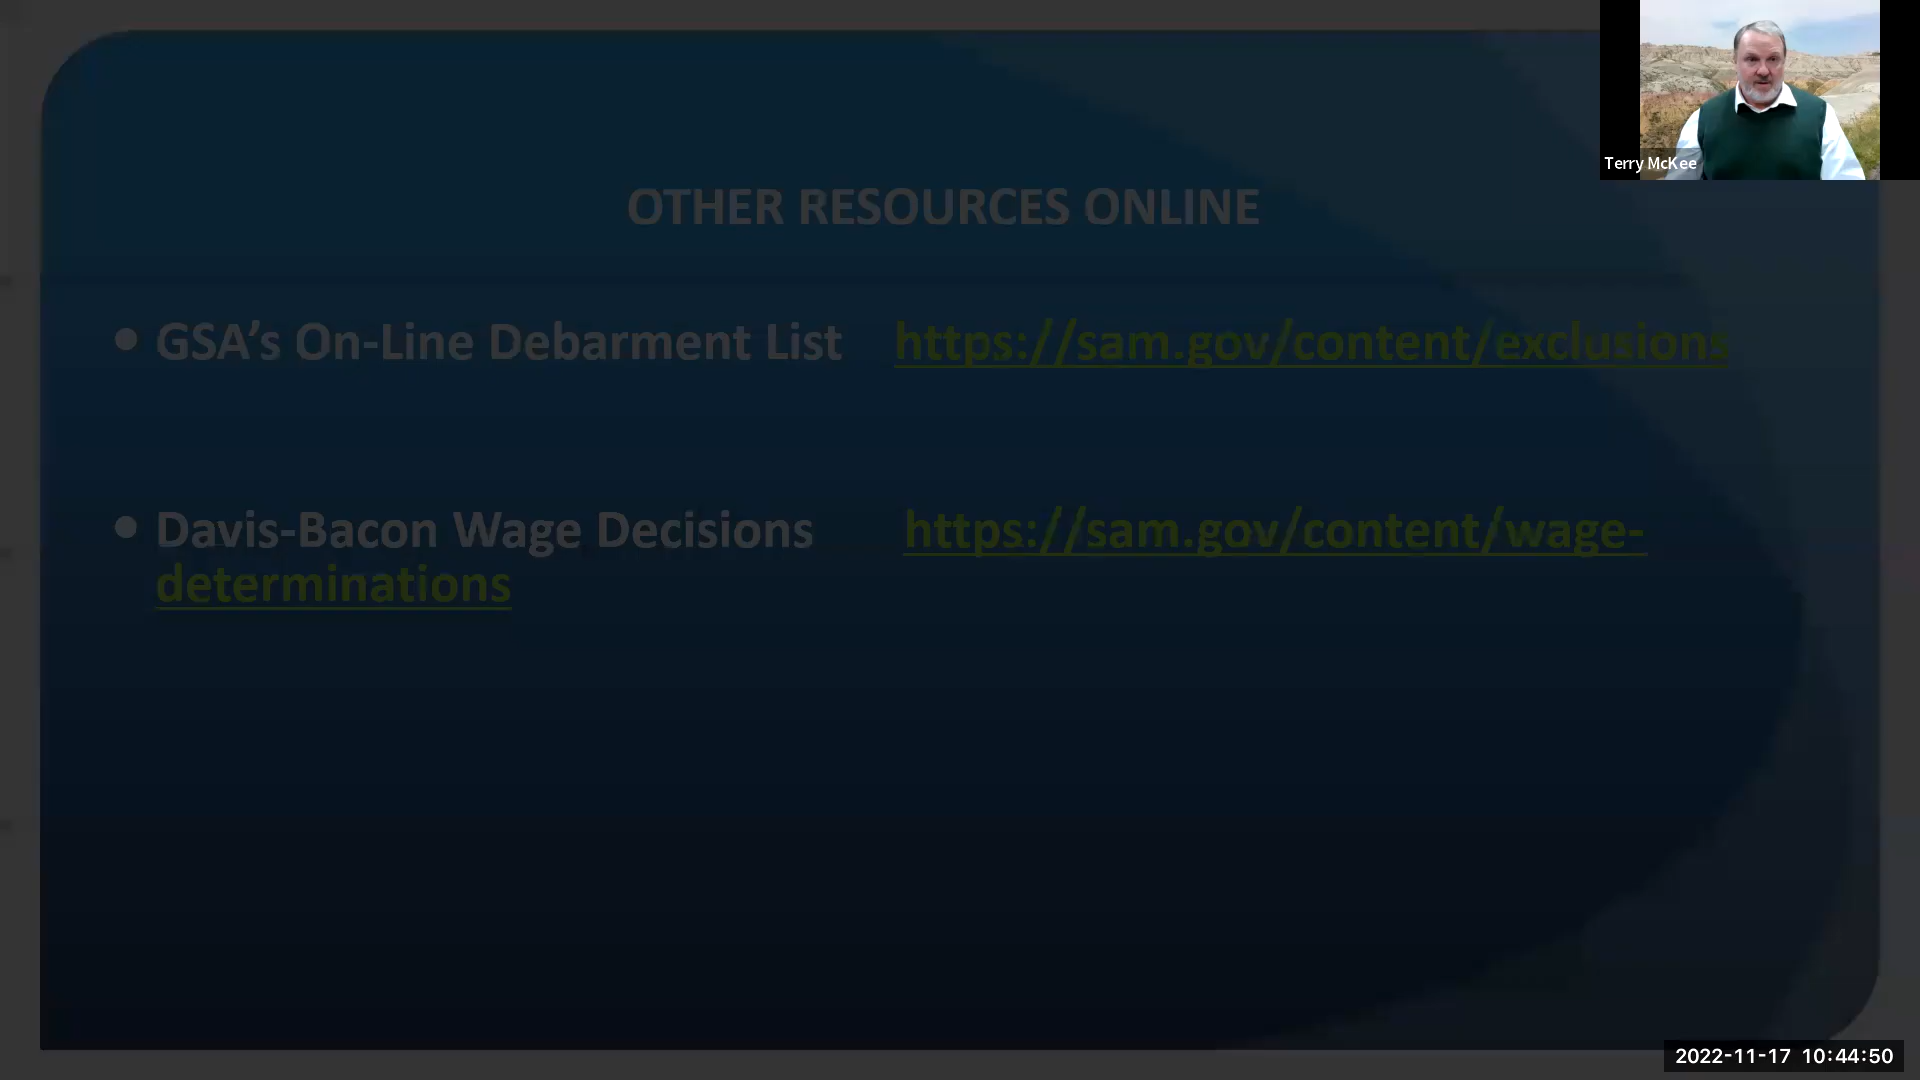 Terry McKee
OTHER RESOURCES ONLINE
• GSA’s On-Line Debarment List https://sam.gov/content/exclusions
• Davis-Bacon Wage Decisions https://sam.gov/content/wage-
determinations
2022-11-17 10:44:50